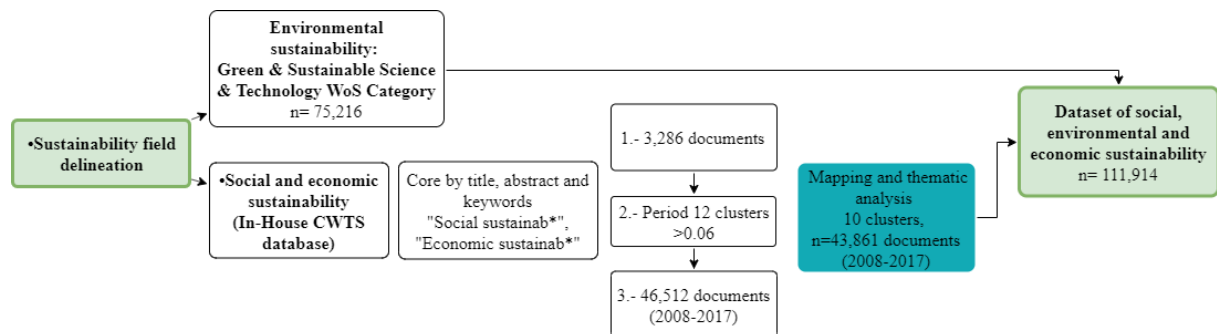 Environmental
sustainability:
Green & Sustainable Science
& Technology WoS Category
n= 75,216
•Sustainability field
delineation
•Social and economic
sustainability
(In-House CWTS
database)
Core by title, abstract and
keywords
"Social sustainab*",
"Economic sustainab*"
1.- 3,286 documents
2.- Period 12 clusters
>0.06
3.- 46,512 documents
(2008-2017)
Mapping and thematic
analysis
10 clusters,
n=43,861 documents
(2008-2017)
Dataset of social,
environmental and
economic sustainability
n= 111,914